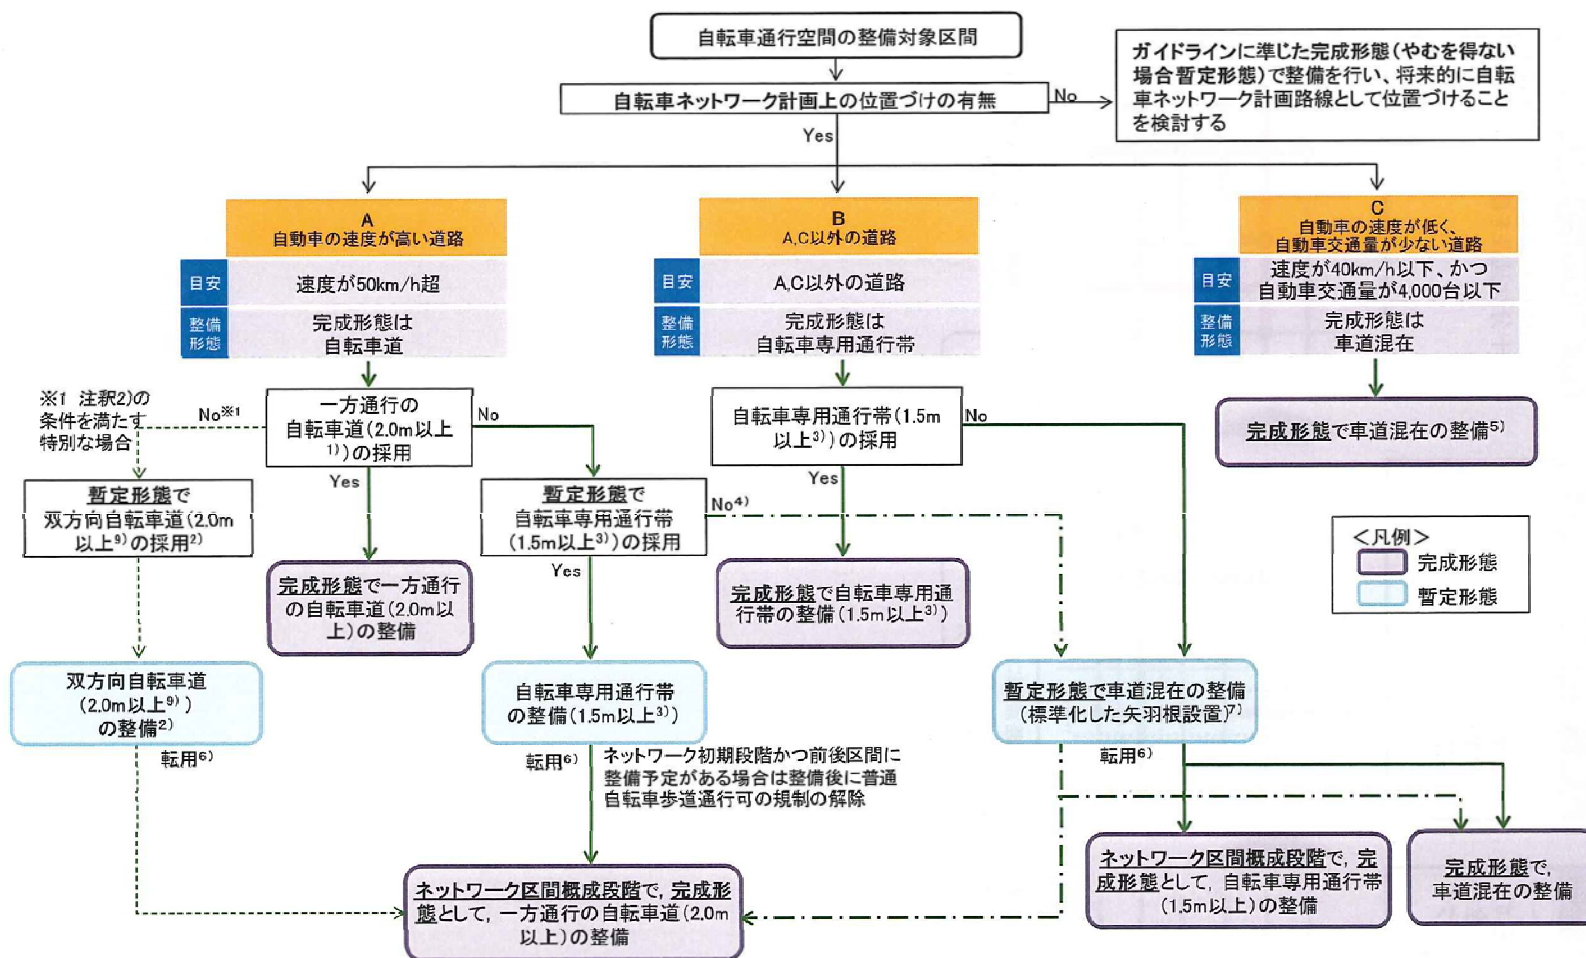 自転車通行空間の整備対象区間
自転車ネットワーク計画上の位置づけの有無
No
Yes
ガイドラインに準じた完成形態(やむを得ない
場合暫定形態)で整備を行い、将来的に自転
車ネットワーク計画路線として位置づけること
を検討する
A
自動車の速度が高い道路
目安
速度が50km/h超
整備
形態
完成形態は
自転車道
B
A,C以外の道路
目安
A,C以外の道路
整備
形態
完成形態は
自転車専用通行帯
C
自動車の速度が低く、
自動車交通量が少ない道路
目安
速度が40km/h以下、かつ
自動車交通量が4,000台以下
整備
形態
完成形態は
車道混在
※1 注釈2)の
条件を満たす
特別な場合
No※1
一方通行の
自転車道(2.0m以上
1))の採用
No
Yes
自転車専用通行帯(1.5m
以上3))の採用
No
Yes
完成形態で車道混在の整備5)
暫定形態で
双方向自転車道(2.0m
以上9)の採用2)
暫定形態で
自転車専用通行帯
(1.5m以上3))の採用
No4)
Yes
完成形態で一方通行
の自転車道(2.0m以
上)の整備
完成形態で自転車専用通
行帯の整備(1.5m以上3))
<凡例>
完成形態
暫定形態
双方向自転車道
(2.0m以上9))
の整備2)
自転車専用通行帯
の整備(1.5m以上3))
暫定形態で車道混在の整備
(標準化した矢羽根設置)7)
転用6)
転用6)
ネットワーク初期段階かつ前後区間に
整備予定がある場合は整備後に普通
自転車歩道通行可の規制の解除
転用6)
ネットワーク区間概成段階で, 完成形
態として, 一方通行の自転車道(2.0m
以上)の整備
ネットワーク区間概成段階で, 完
成形態として, 自転車専用通行帯
(1.5m以上)の整備
完成形態で,
車道混在の整備